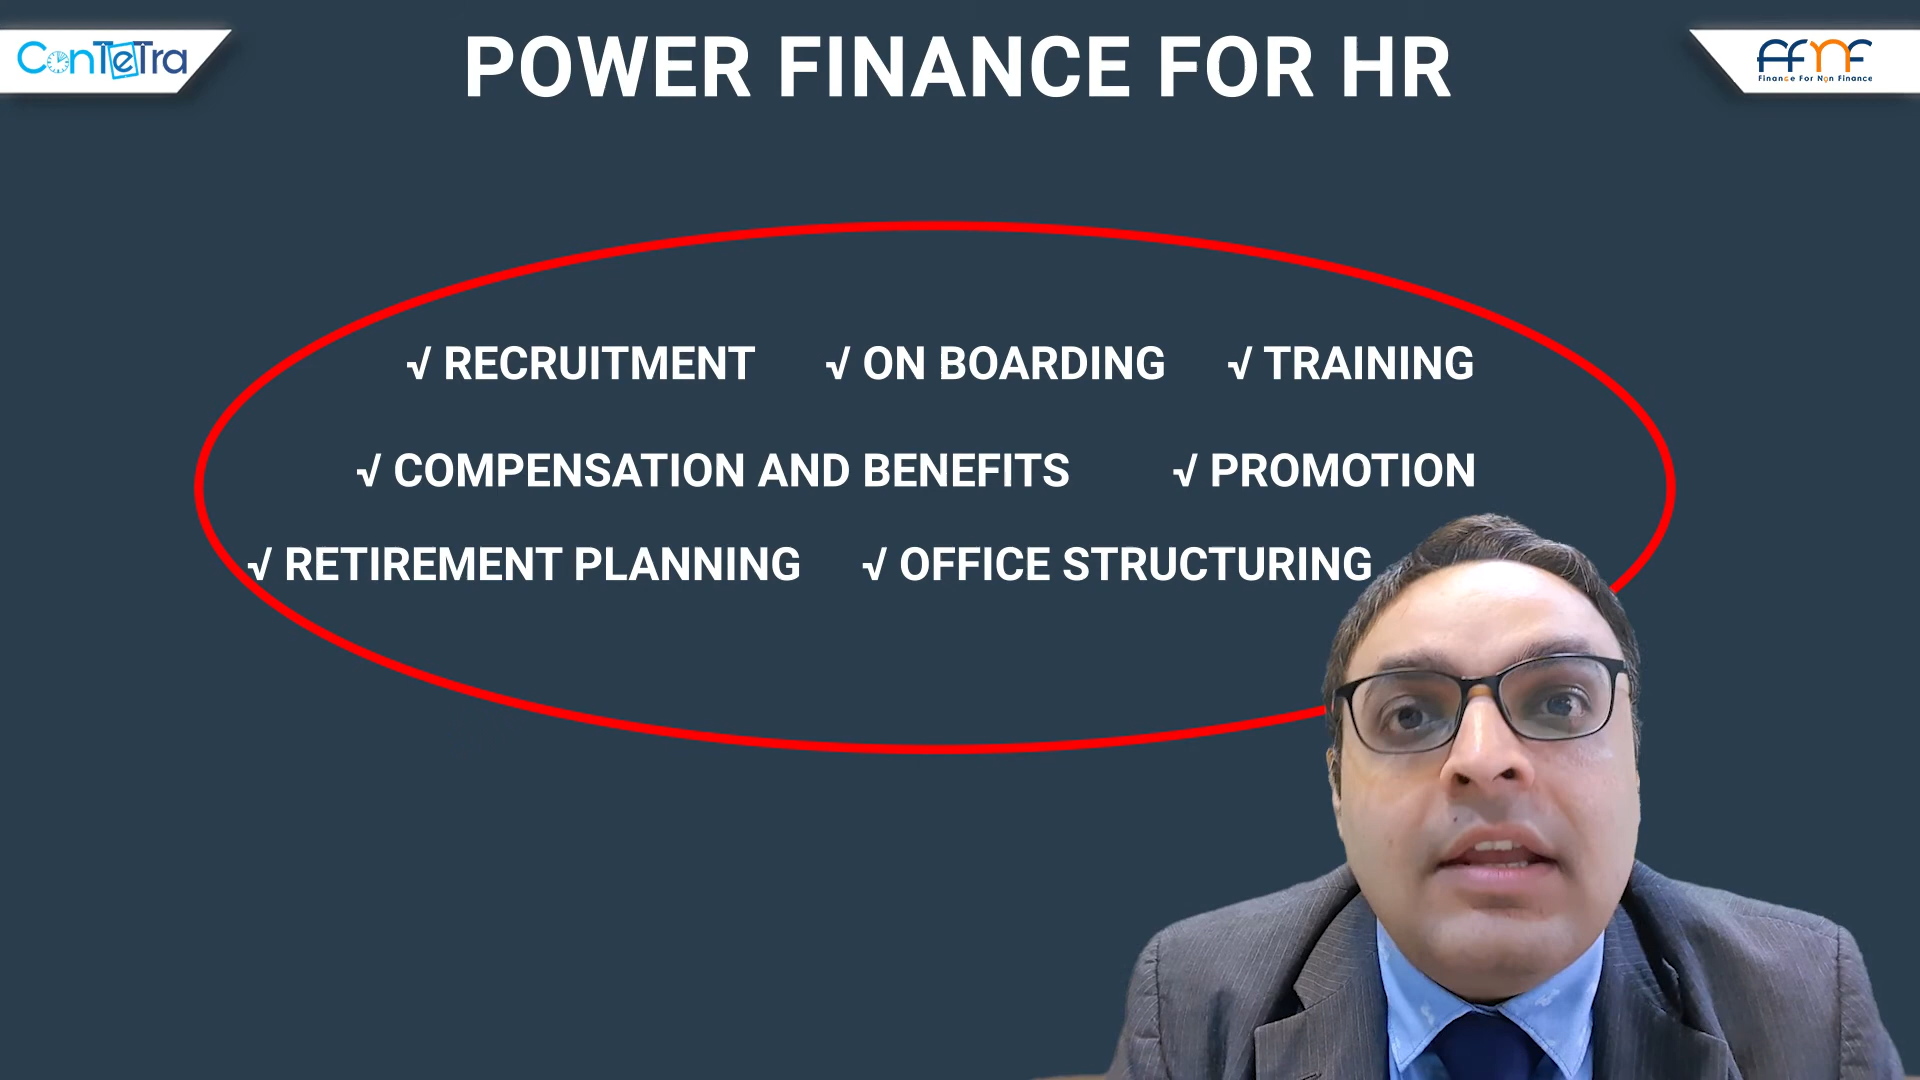 ConTeTra
POWER FINANCE FOR HR
FFNF
Finance For Non Finance
√ RECRUITMENT √ ON BOARDING √ TRAINING
√ COMPENSATION AND BENEFITS √ PROMOTION
√ RETIREMENT PLANNING √ OFFICE STRUCTURING